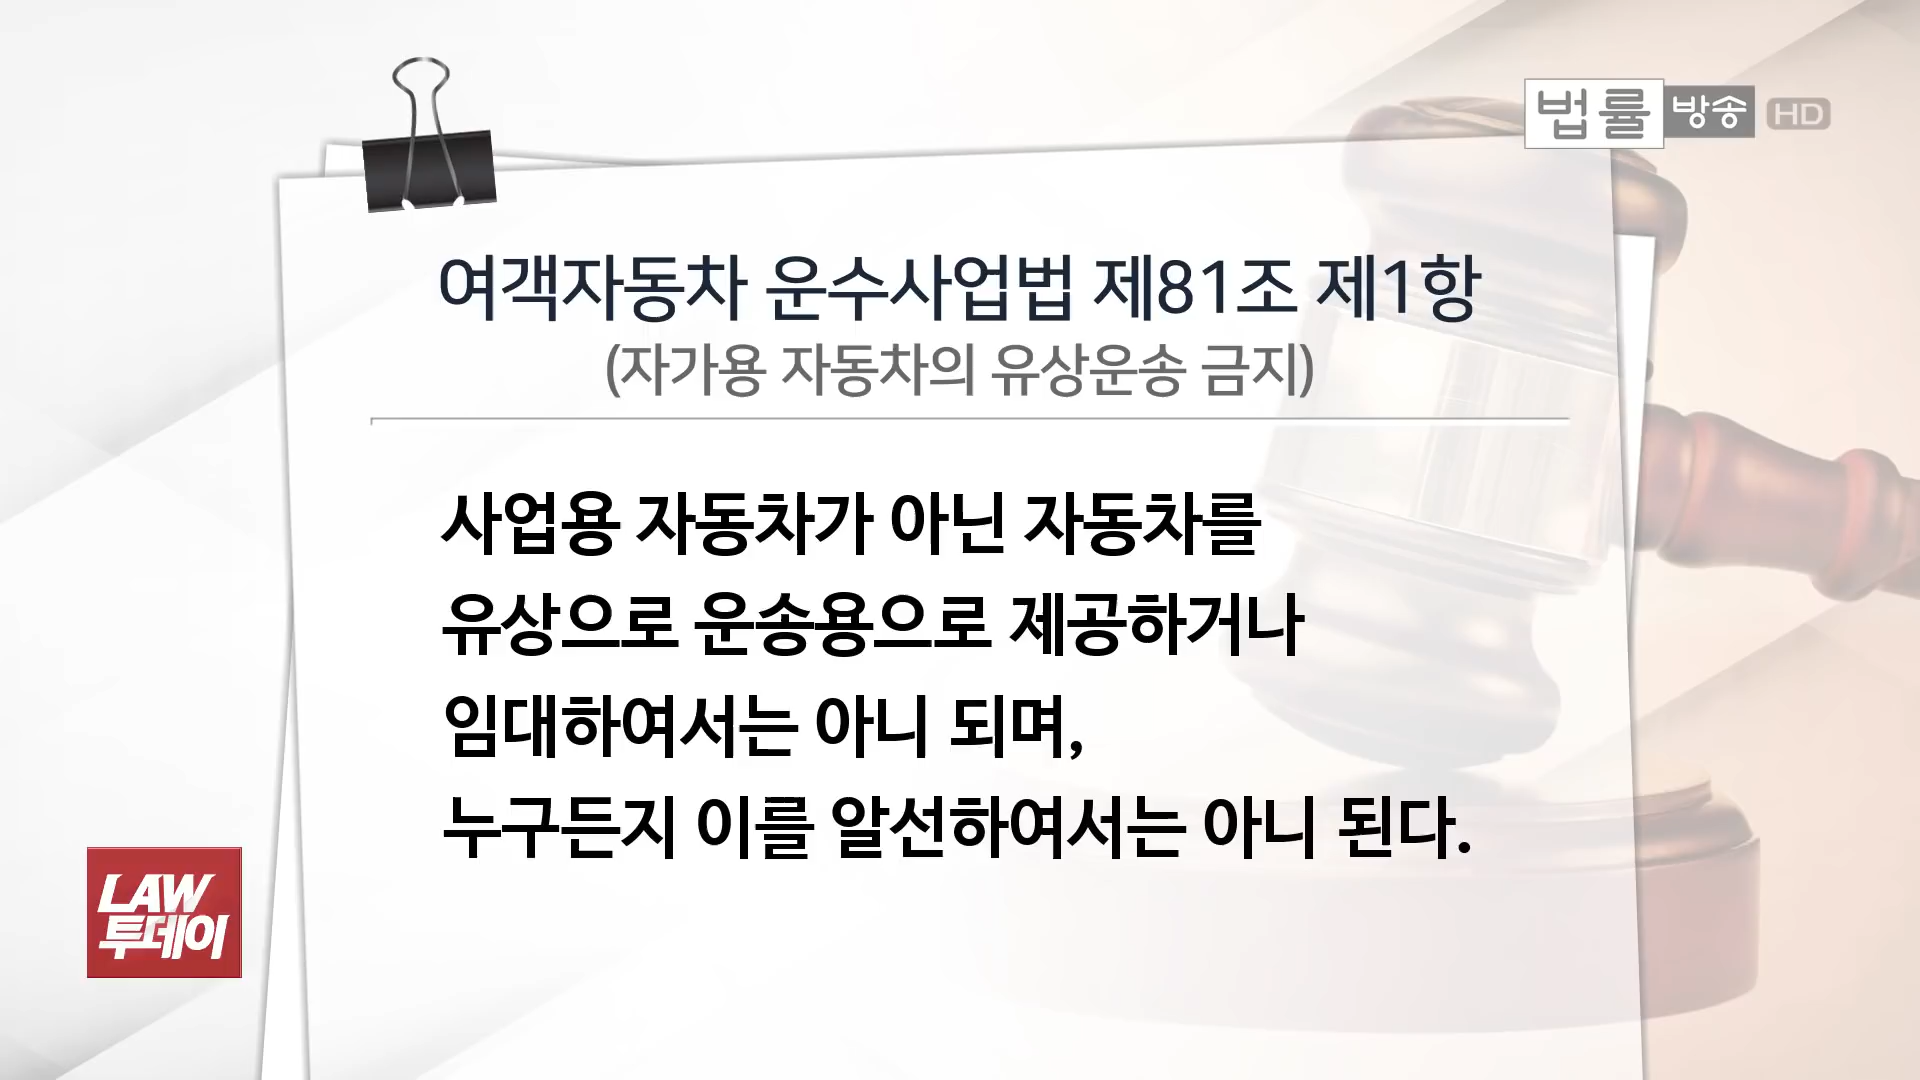 법률방송 HD
여객자동차 운수사업법 제81조 제1항
(자가용 자동차의 유상운송 금지)
사업용 자동차가 아닌 자동차를
유상으로 운송용으로 제공하거나
임대하여서는 아니 되며,
누구든지 이를 알선하여서는 아니 된다.
LAW
투데이